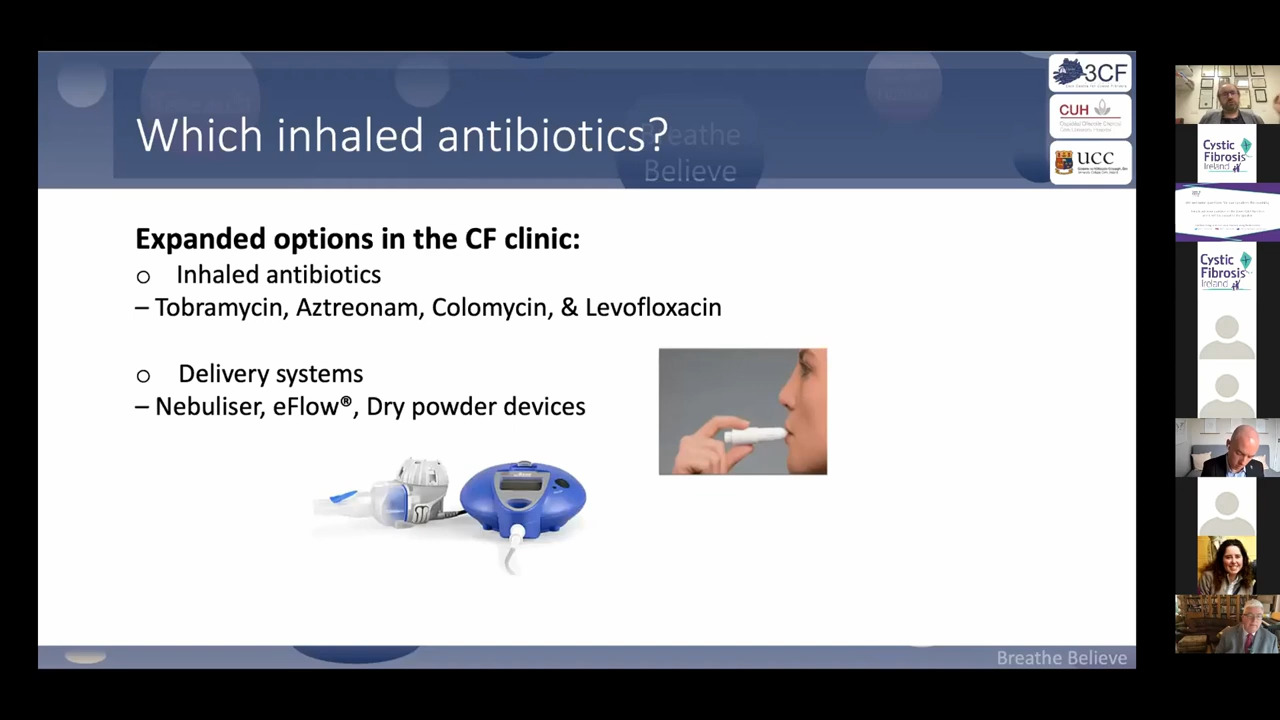 Which inhaled antibiotics?
Breathe
Believe
3CF
CUH
UCC
Expanded options in the CF clinic:
o Inhaled antibiotics
– Tobramycin, Aztreonam, Colomycin, & Levofloxacin
o Delivery systems
– Nebuliser, eFlow®, Dry powder devices
Breathe Believe
Cystic
Fibrosis
Ireland
Cystic
Fibrosis
Ireland